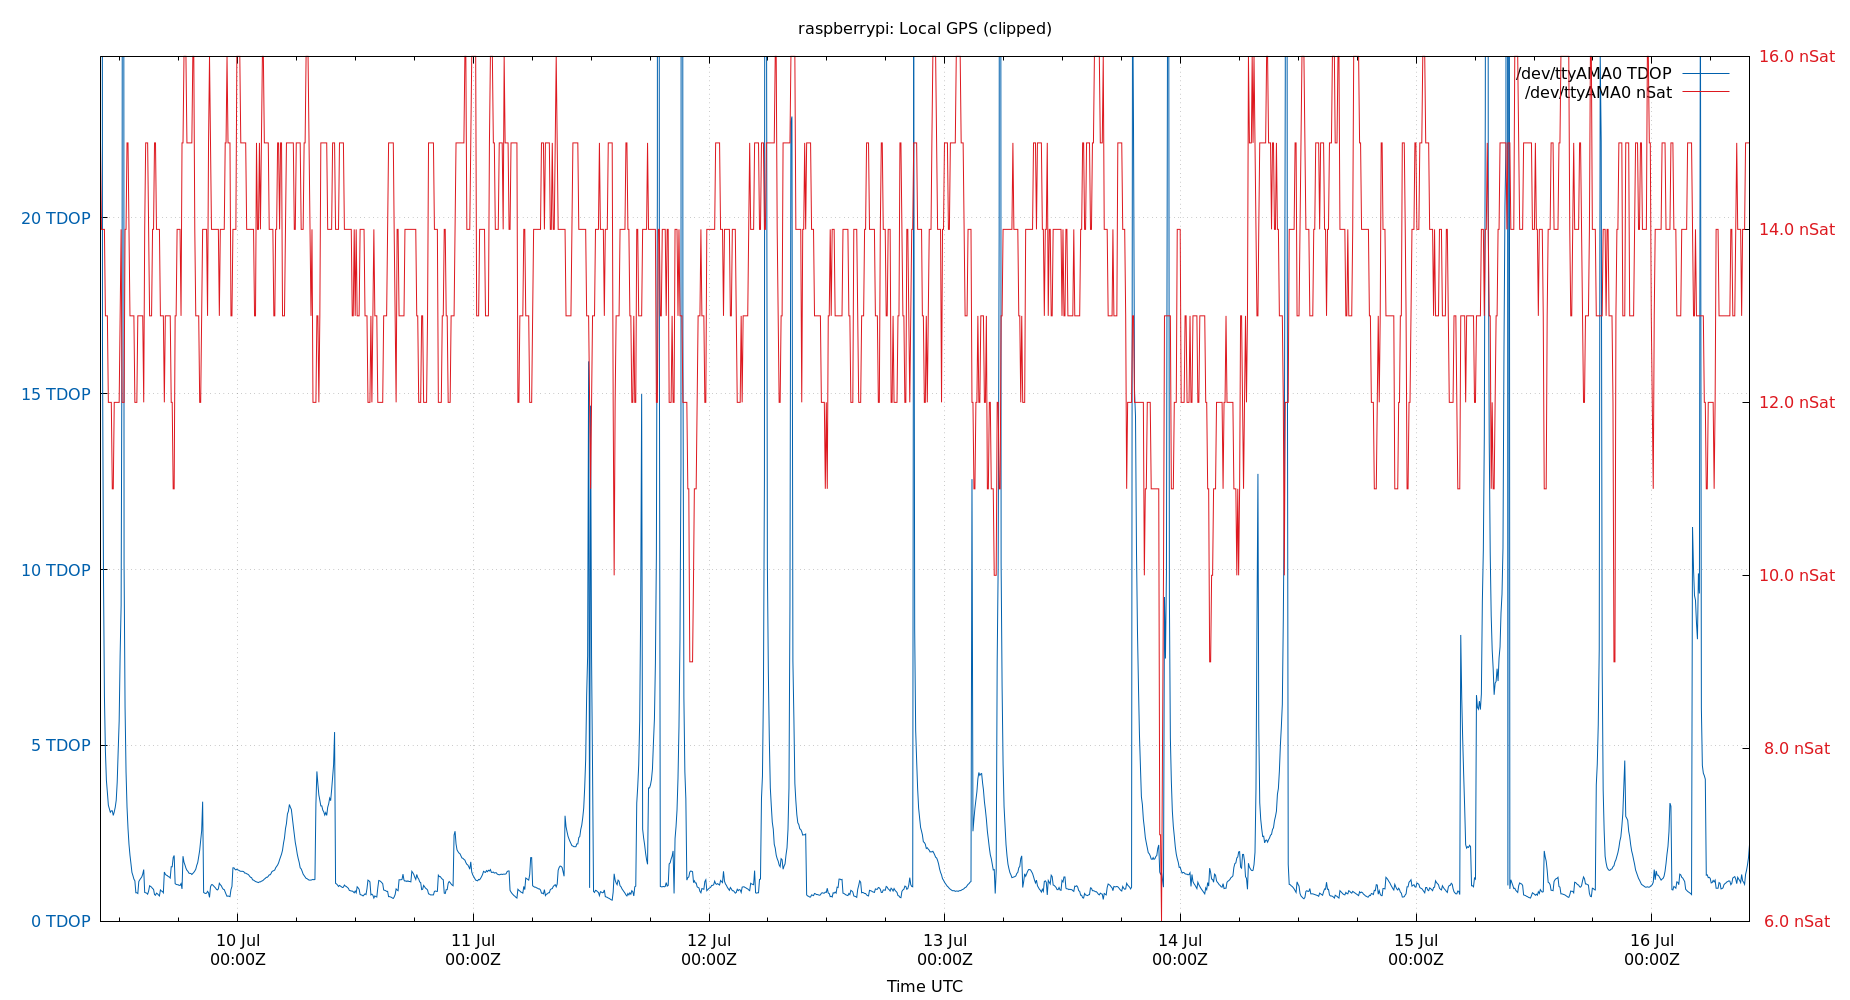 raspberrypi: Local GPS (clipped)
16.0 nSat
/dev/ttyAMA0 TDOP
/dev/ttyAMA0 nSat
20 TDOP
14.0 nSat
15 TDOP
12.0 nSat
10 TDOP
10.0 nSat
5 TDOP
8.0 nSat
0 TDOP
6.0 nSat
10 Jul
00:00Z
11 Jul
00:00Z
12 Jul
00:00Z
13 Jul
00:00Z
14 Jul
00:00Z
15 Jul
00:00Z
16 Jul
00:00Z
Time UTC